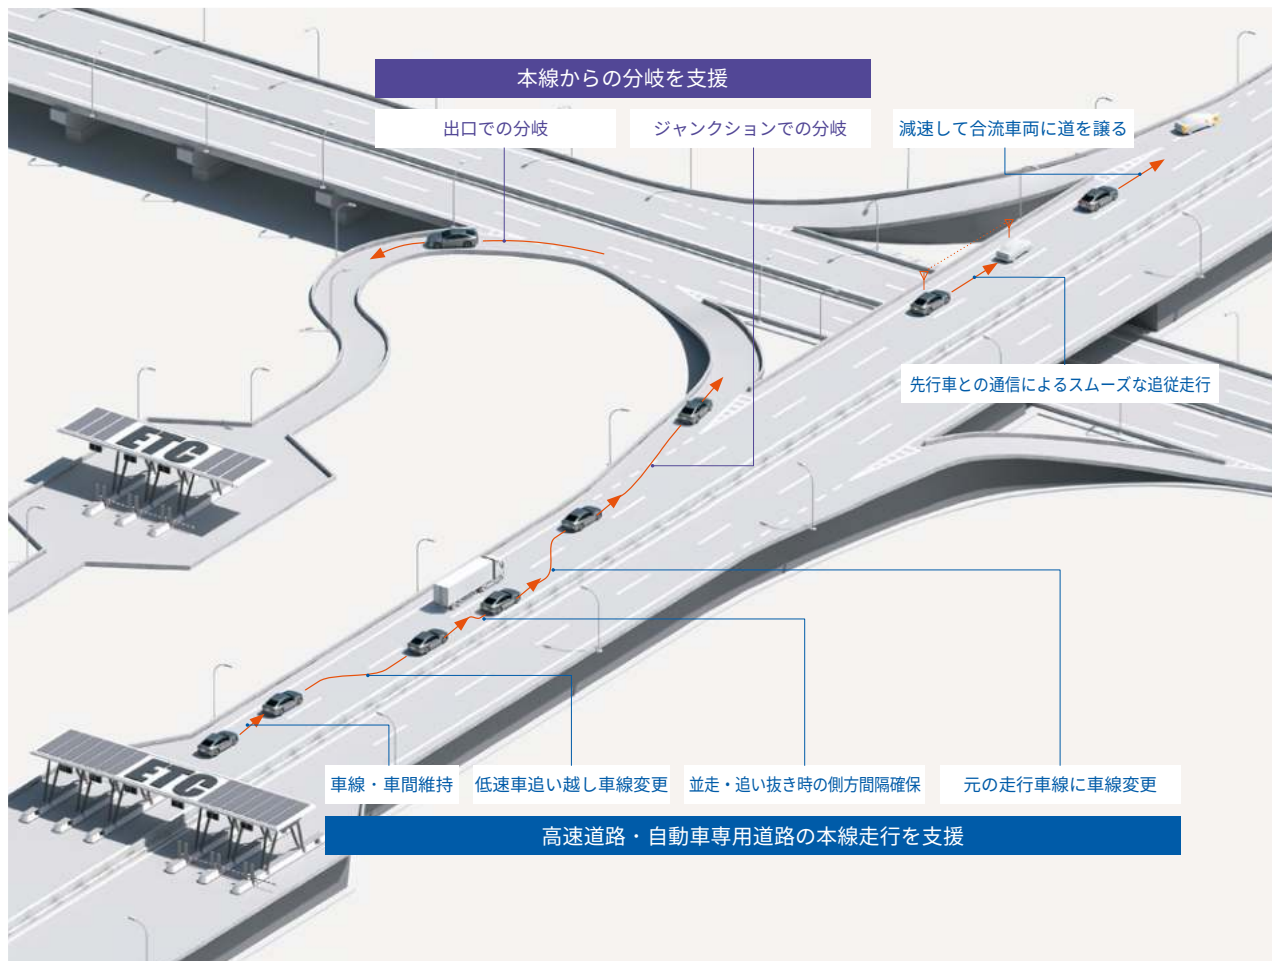 本線からの分岐を支援
出口での分岐
ジャンクションでの分岐
減速して合流車両に道を譲る
先行車との通信によるスムーズな追従走行
ETC
ETC
車線・車間維持
低速車追い越し車線変更
並走・追い抜き時の側方間隔確保
元の走行車線に車線変更
高速道路・自動車専用道路の本線走行を支援